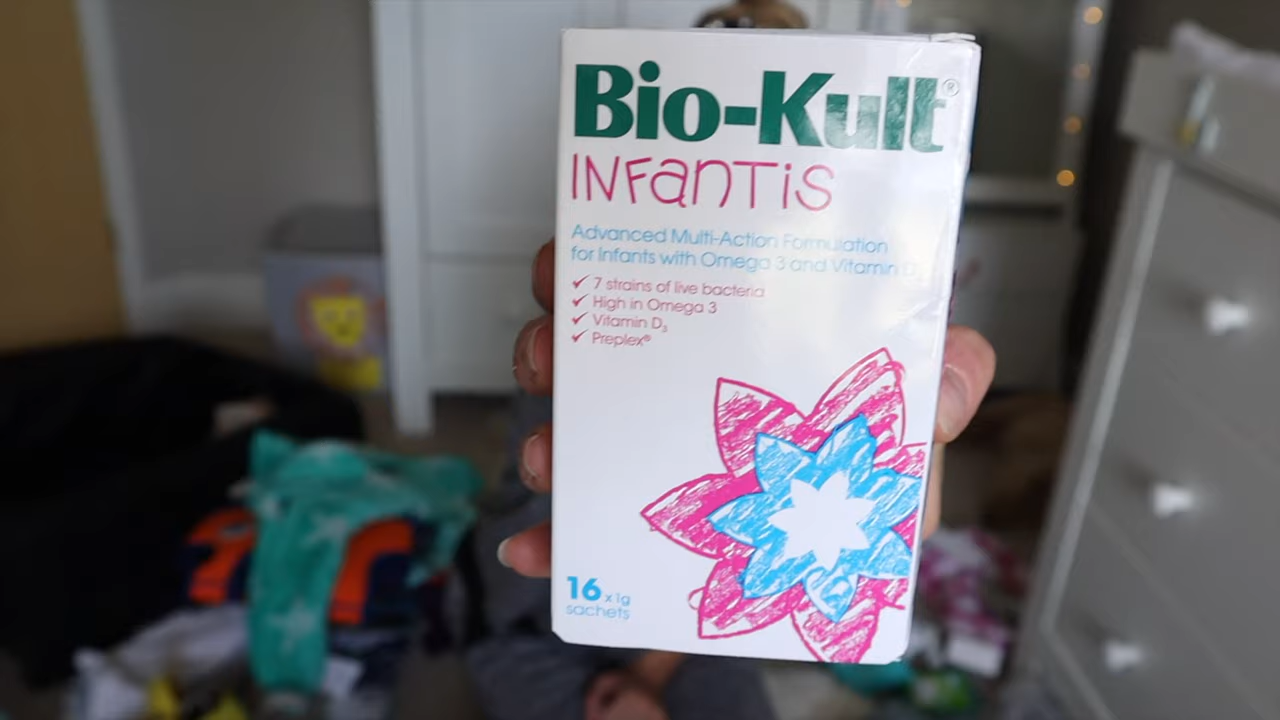 Bio-Kult®
INFANTIS
Advanced Multi-Action Formulation
for Infants with Omega 3 and Vitamin D₃
✓ 7 strains of live bacteria
✓ High in Omega 3
✓ Vitamin D₃
✓ Preplex®
16 x 1g
sachets